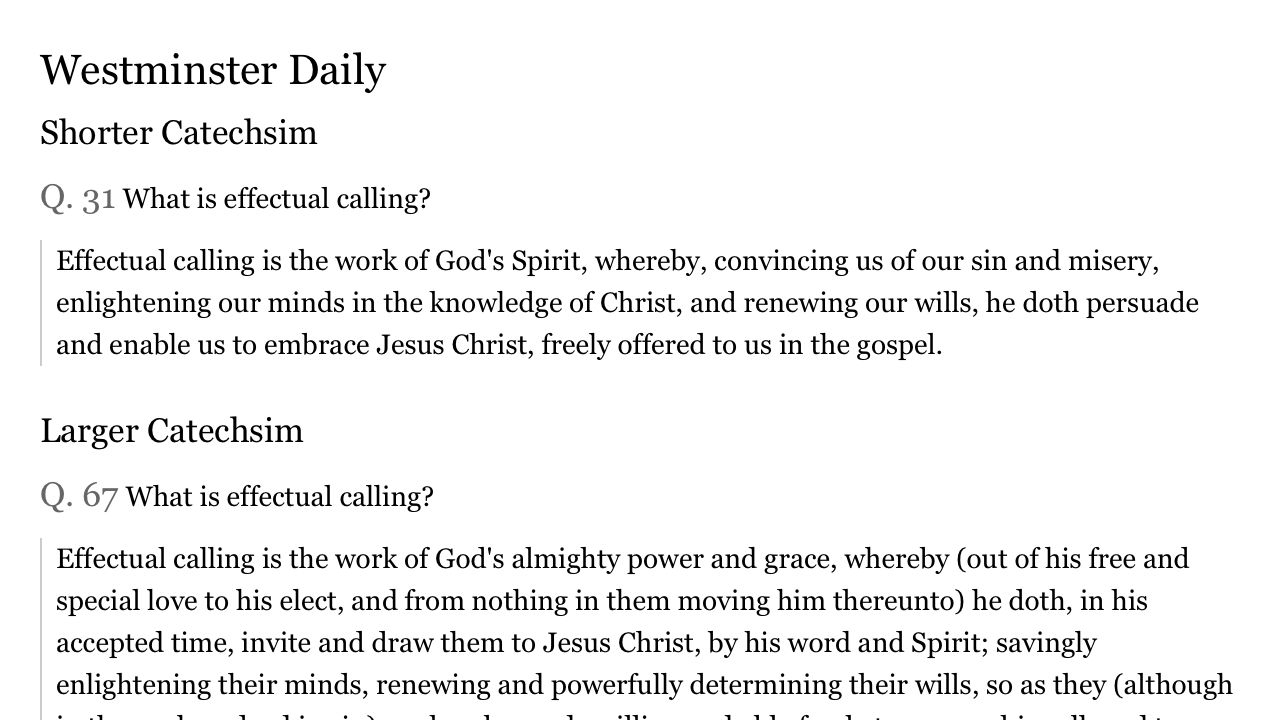 Westminster Daily
Shorter Catechsim
Q. 31 What is effectual calling?
Effectual calling is the work of God's Spirit, whereby, convincing us of our sin and misery,
enlightening our minds in the knowledge of Christ, and renewing our wills, he doth persuade
and enable us to embrace Jesus Christ, freely offered to us in the gospel.
Larger Catechsim
Q. 67 What is effectual calling?
Effectual calling is the work of God's almighty power and grace, whereby (out of his free and
special love to his elect, and from nothing in them moving him thereunto) he doth, in his
accepted time, invite and draw them to Jesus Christ, by his word and Spirit; savingly
enlightening their minds, renewing and powerfully determining their wills, so as they (although